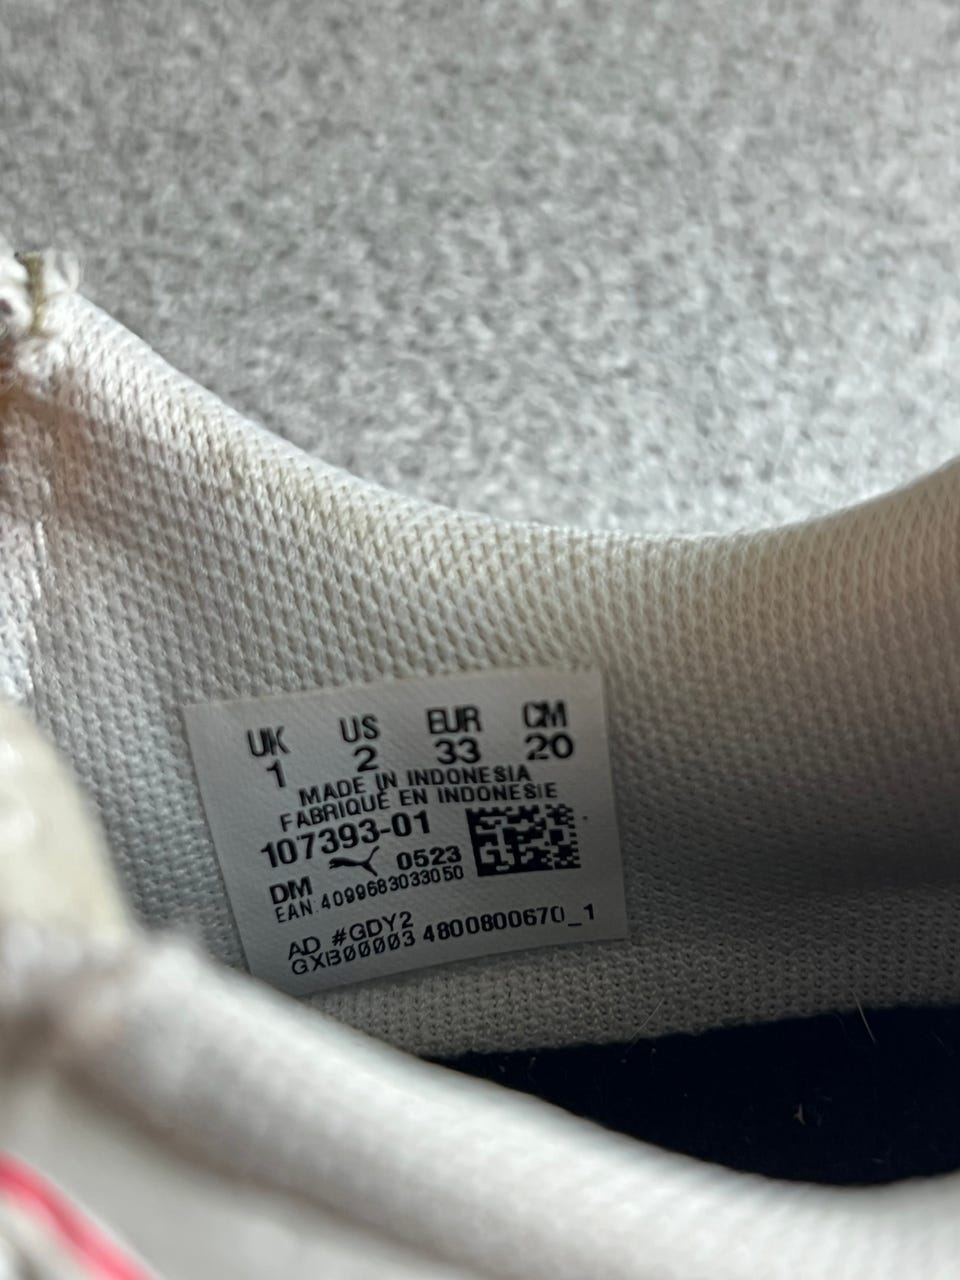 UK US EUR CM
1 2 33 20
MADE IN INDONESIA
FABRIQUÉ EN INDONESIE
107393-01
DM 0523
EAN:4099683033050
AD #GDY2
GXB00003 4800800670_1